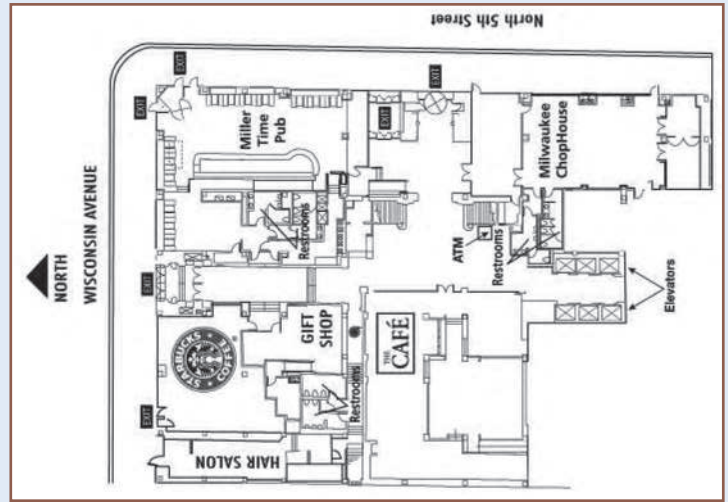 North 5th Street
EXIT
EXIT
EXIT
EXIT
Miller
Time
Pub
Milwaukee
ChopHouse
WISCONSIN AVENUE
NORTH
Restrooms
ATM
Restrooms
Elevators
EXIT
STARBUCKS
COFFEE
GIFT
SHOP
THE
CAFÉ
Restrooms
EXIT
HAIR SALON